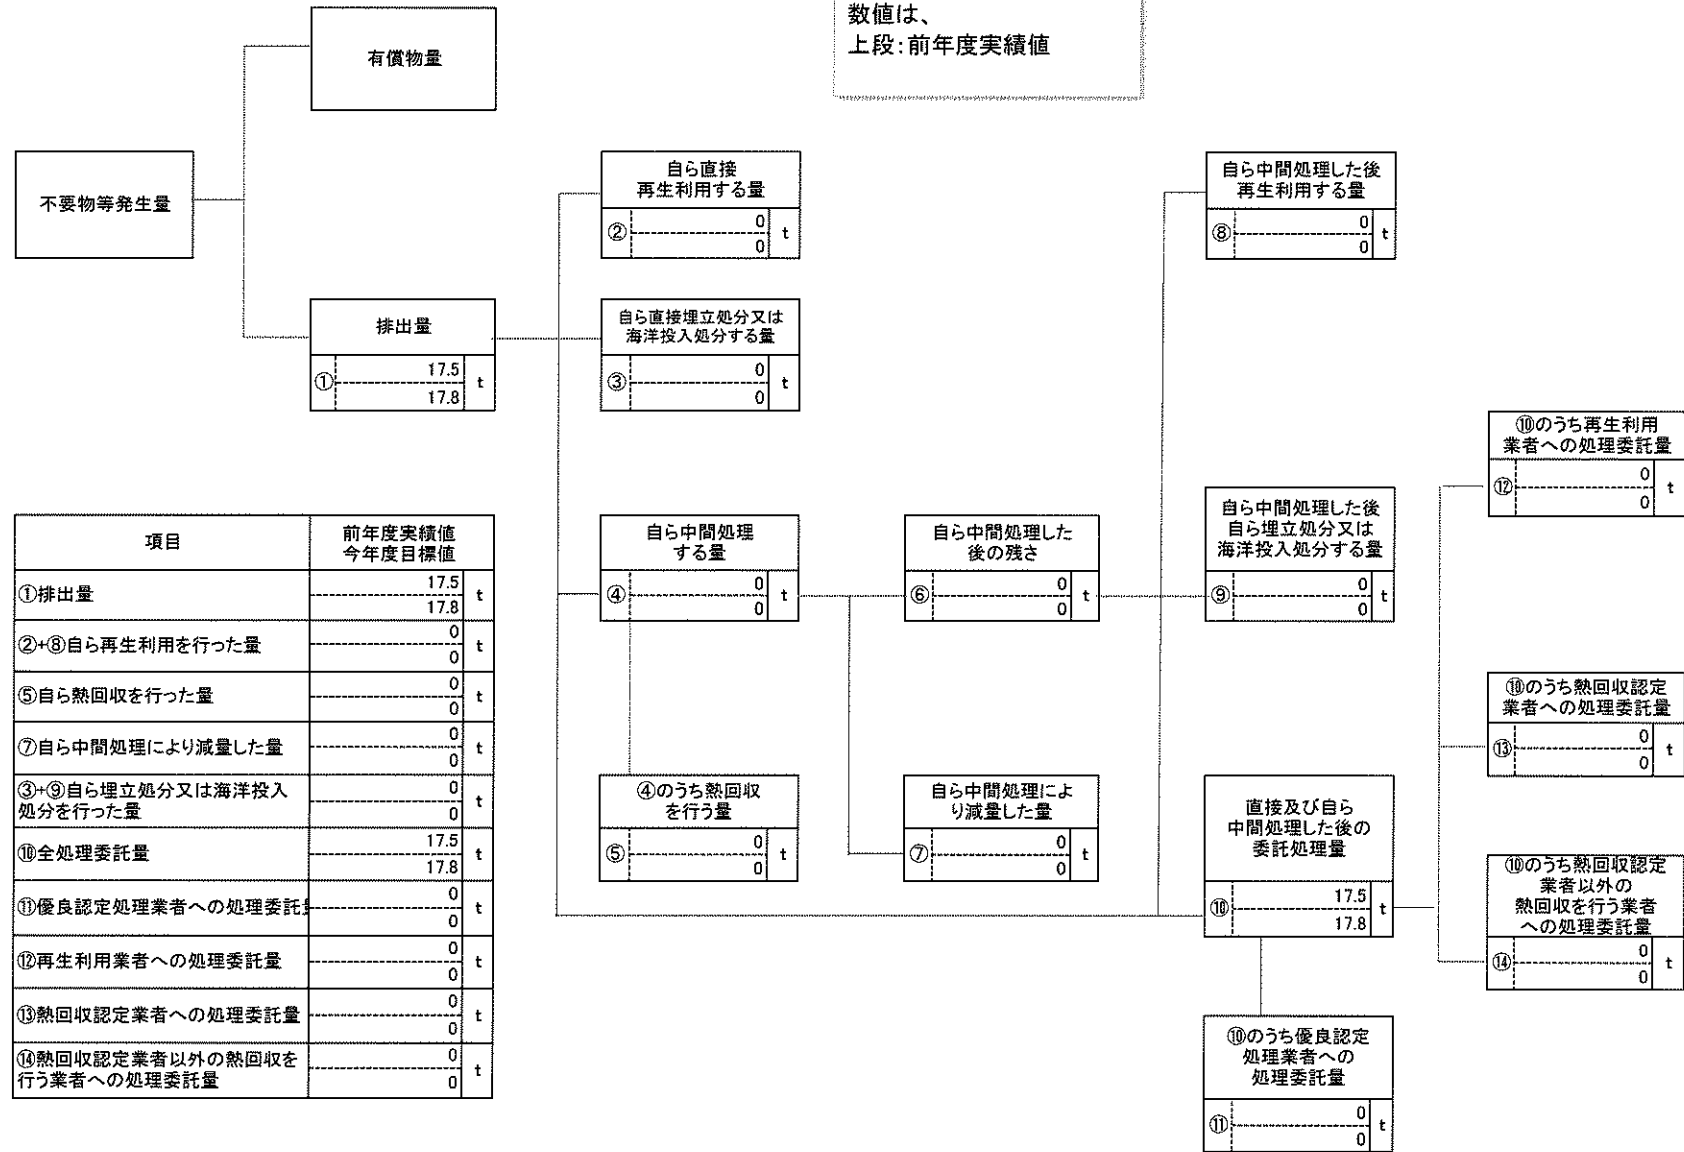 数値は、
上段:前年度実績値
有償物量
不要物等発生量
排出量
①
17.5
17.8
t
自ら直接
再生利用する量
②
0
0
t
自ら直接埋立処分又は
海洋投入処分する量
③
0
0
t
自ら中間処理
する量
④
0
0
t
④のうち熱回収
を行う量
⑤
0
0
t
自ら中間処理した
後の残さ
⑥
0
0
t
自ら中間処理によ
り減量した量
⑦
0
0
t
自ら中間処理した後
再生利用する量
⑧
0
0
t
自ら中間処理した後
自ら埋立処分又は
海洋投入処分する量
⑨
0
0
t
直接及び自ら
中間処理した後の
委託処理量
⑩
17.5
17.8
t
⑩のうち優良認定
処理業者への
処理委託量
⑪
0
0
t
⑩のうち再生利用
業者への処理委託量
⑫
0
0
t
⑩のうち熱回収認定
業者への処理委託量
⑬
0
0
t
⑩のうち熱回収認定
業者以外の
熱回収を行う業者
への処理委託量
⑭
0
0
t
項目
前年度実績値
今年度目標値
①排出量
17.5
17.8
t
②+⑧自ら再生利用を行った量
0
0
t
⑤自ら熱回収を行った量
0
0
t
⑦自ら中間処理により減量した量
0
0
t
③+⑨自ら埋立処分又は海洋投入
処分を行った量
0
0
t
⑩全処理委託量
17.5
17.8
t
⑪優良認定処理業者への処理委託
0
0
t
⑫再生利用業者への処理委託量
0
0
t
⑬熱回収認定業者への処理委託量
0
0
t
⑭熱回収認定業者以外の熱回収を
行う業者への処理委託量
0
0
t